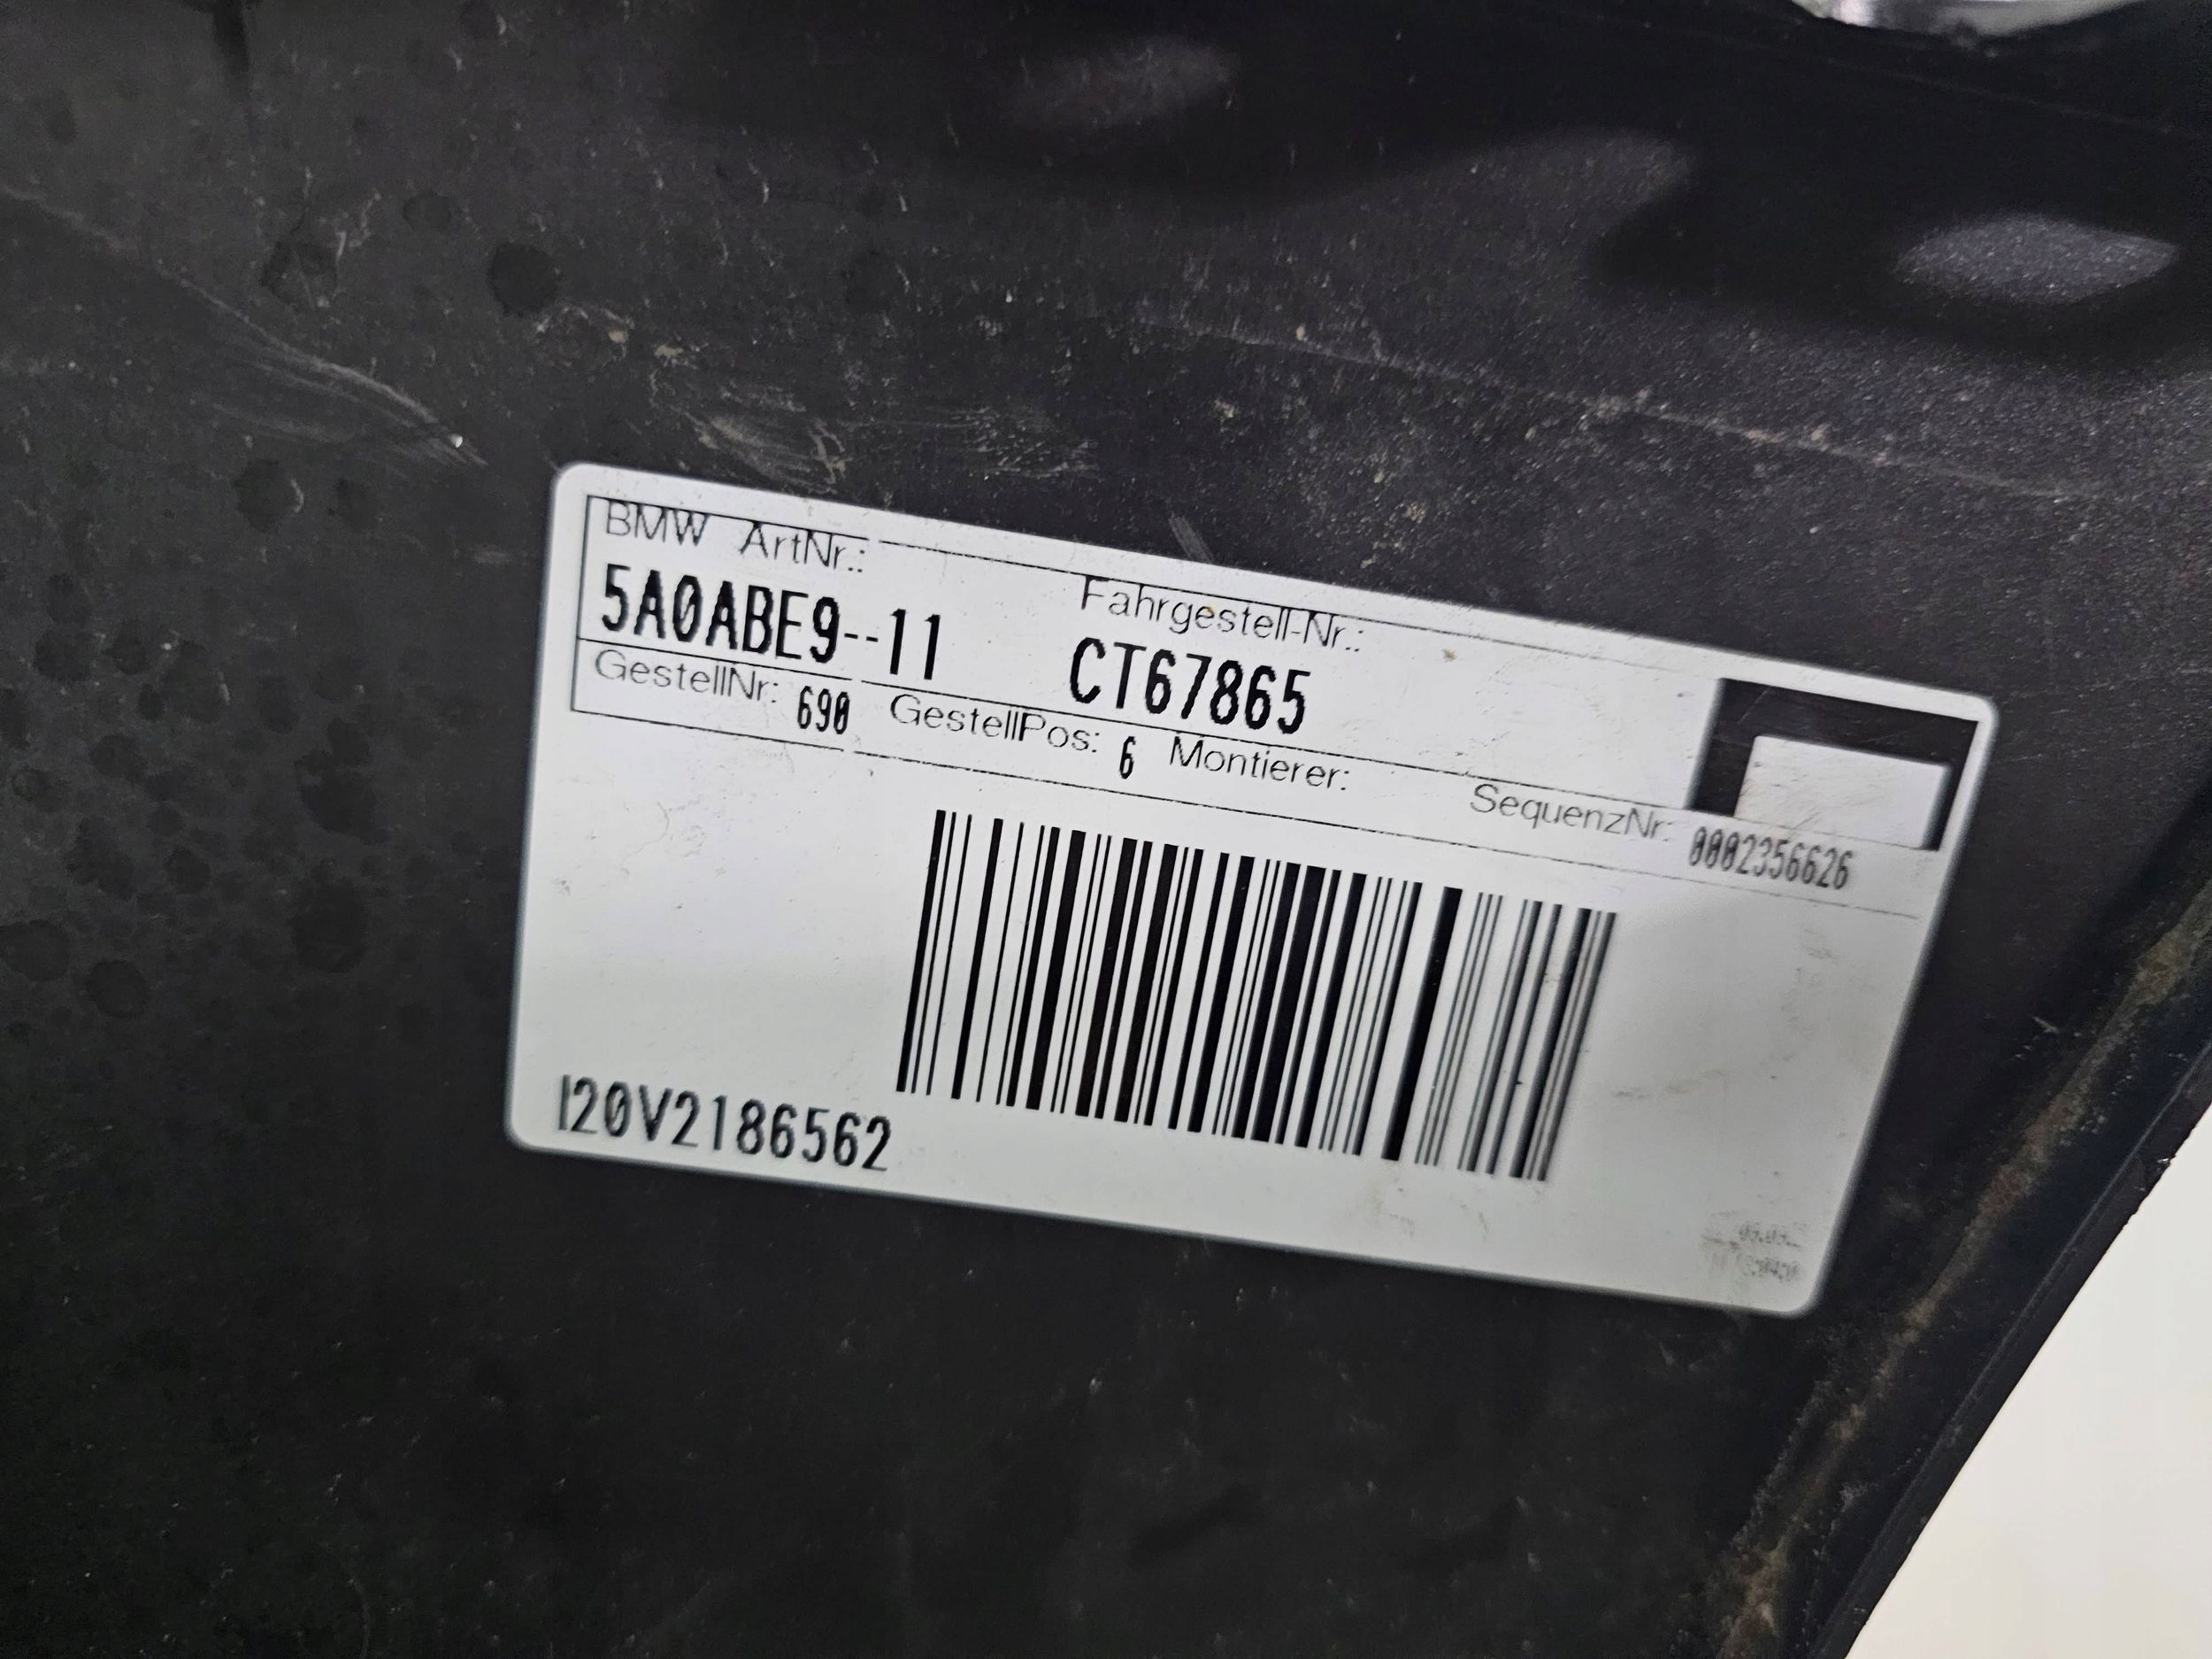 BMW ArtNr.: Fahrgestell-Nr.:
5A0ABE9--11 CT67865
GestellNr: 690 GestellPos: 6 Montierer: SequenzNr: 0002356626
I20V2186562